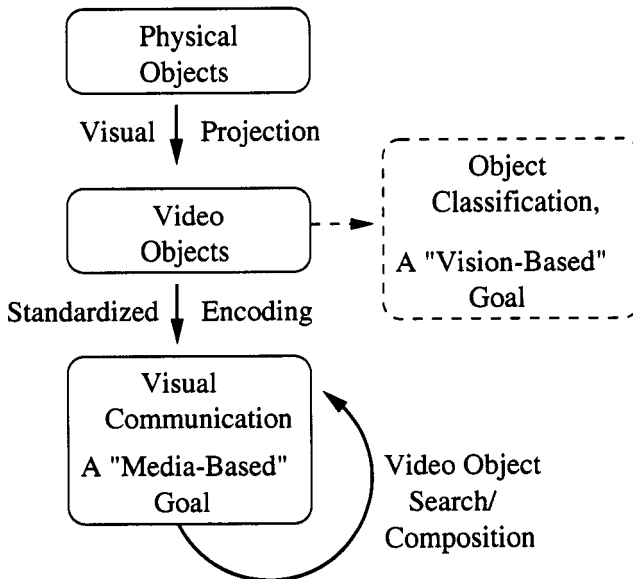 Physical
Objects
Visual Projection
Video
Objects
Object
Classification,
A "Vision-Based"
Goal
Standardized Encoding
Visual
Communication
A "Media-Based"
Goal
Video Object
Search/
Composition